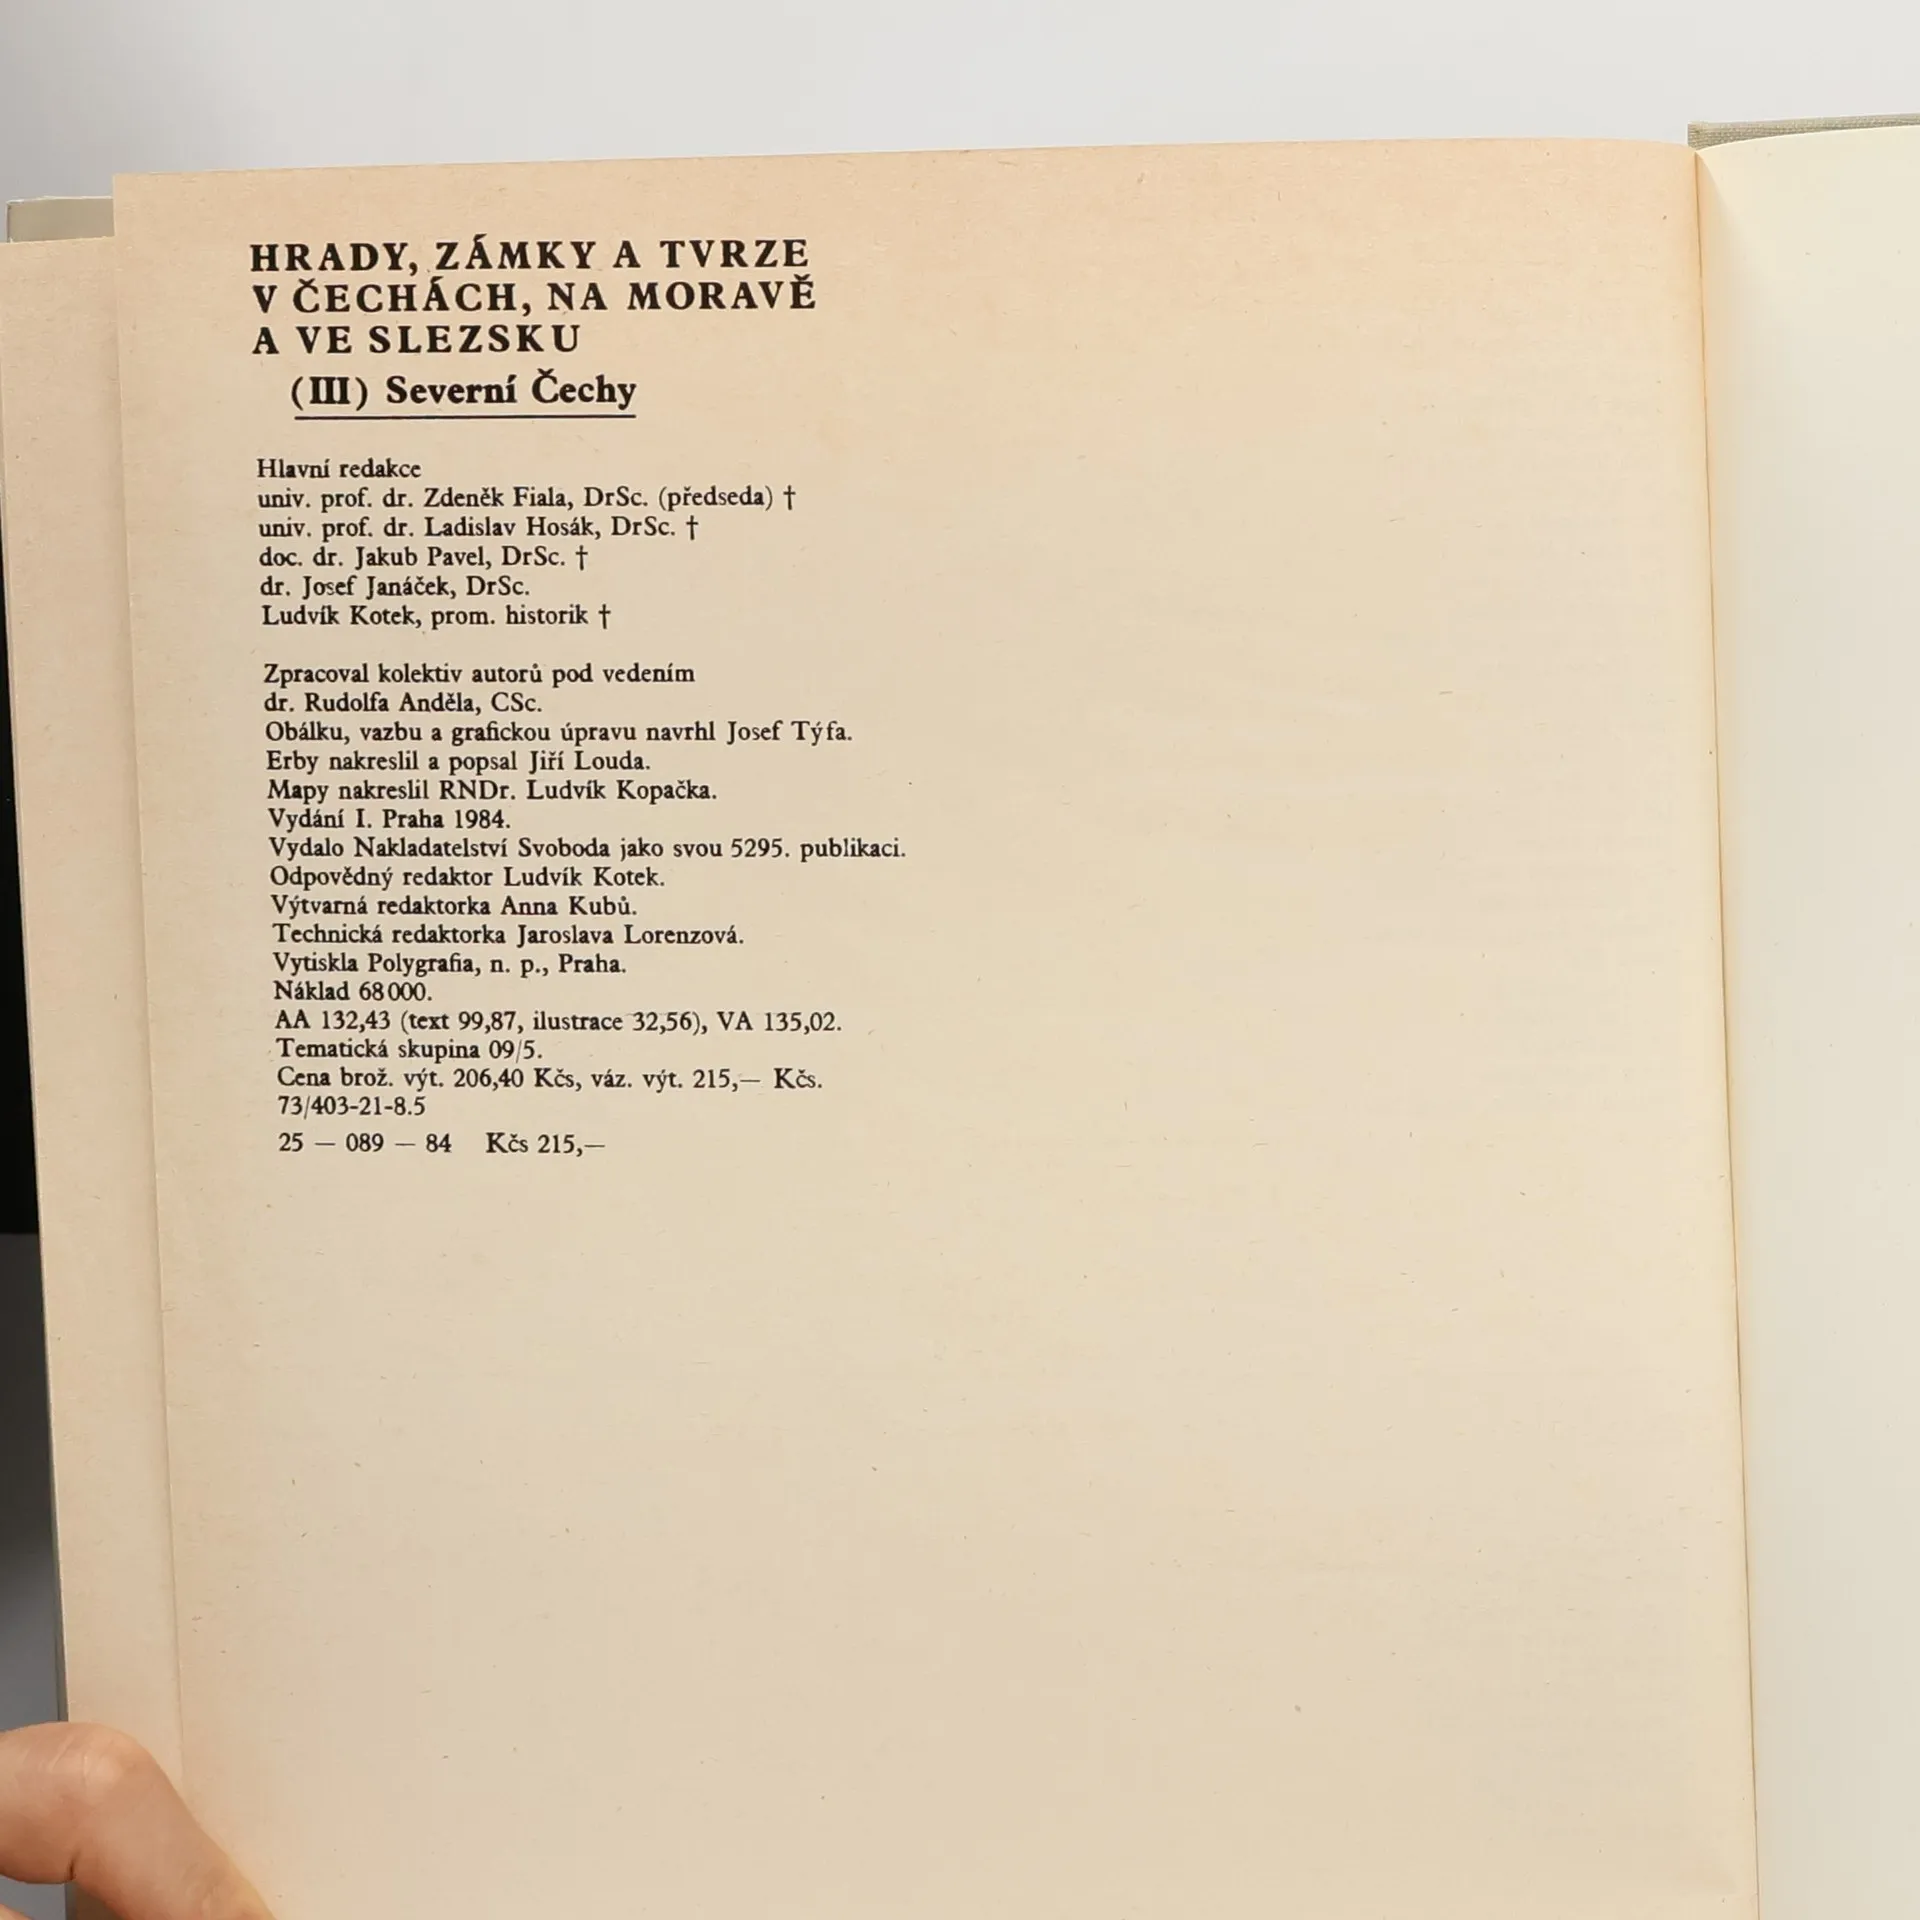 HRADY, ZÁMKY A TVRZE
V ČECHÁCH, NA MORAVĚ
A VE SLEZSKU
(III) Severní Čechy
Hlavní redakce
univ. prof. dr. Zdeněk Fiala, DrSc. (předseda) †
univ. prof. dr. Ladislav Hosák, DrSc. †
doc. dr. Jakub Pavel, DrSc. †
dr. Josef Janáček, DrSc.
Ludvík Kotek, prom. historik †
Zpracoval kolektiv autorů pod vedením
dr. Rudolfa Anděla, CSc.
Obálku, vazbu a grafickou úpravu navrhl Josef Týfa.
Erby nakreslil a popsal Jiří Louda.
Mapy nakreslil RNDr. Ludvík Kopačka.
Vydání I. Praha 1984.
Vydalo Nakladatelství Svoboda jako svou 5295. publikaci.
Odpovědný redaktor Ludvík Kotek.
Výtvarná redaktorka Anna Kubů.
Technická redaktorka Jaroslava Lorenzová.
Vytiskla Polygrafia, n. p., Praha.
Náklad 68 000.
AA 132,43 (text 99,87, ilustrace 32,56), VA 135,02.
Tematická skupina 09/5.
Cena brož. výt. 206,40 Kčs, váz. výt. 215,— Kčs.
73/403-21-8.5
25 — 089 — 84 Kčs 215,—